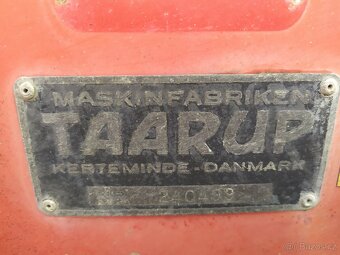 MASKINFABRIKEN
TAARUP
KERTEMINDE - DANMARK